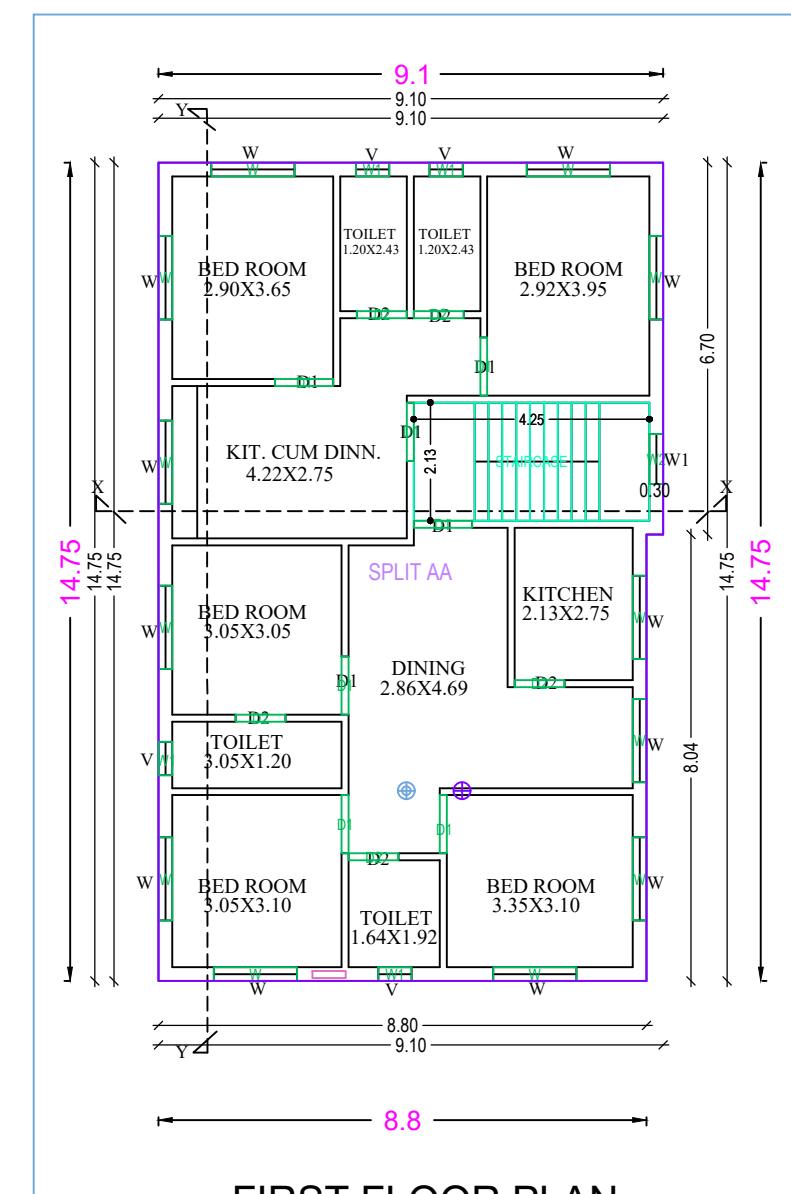 9.1
9.10
9.10
Y
W
V
V
W
W
W1
W1
W
TOILET
1.20X2.43
TOILET
1.20X2.43
BED ROOM
2.90X3.65
BED ROOM
2.92X3.95
W
W
W
W
D2
D2
6.70
D1
D1
4.25
D1
2.13
KIT. CUM DINN.
4.22X2.75
STAIRCASE
W
W
W2
W1
0.30
X
X
D1
14.75
14.75
14.75
14.75
14.75
SPLIT AA
KITCHEN
2.13X2.75
BED ROOM
3.05X3.05
W
W
W
W
DINING
2.86X4.69
D1
D1
D2
D2
TOILET
3.05X1.20
V
W1
W
W
8.04
D1
D1
D2
BED ROOM
3.05X3.10
BED ROOM
3.35X3.10
W
W
W
W
TOILET
1.64X1.92
W
W1
W
W
V
W
8.80
9.10
Y
8.8
FIRST FLOOR PLAN